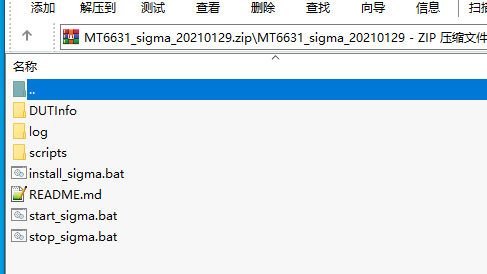 添加 解压到 测试 查看 删除 查找 向导 信息
MT6631_sigma_20210129.zip\MT6631_sigma_20210129 - ZIP 压缩文件
名称
..
DUTInfo
log
scripts
install_sigma.bat
README.md
start_sigma.bat
stop_sigma.bat